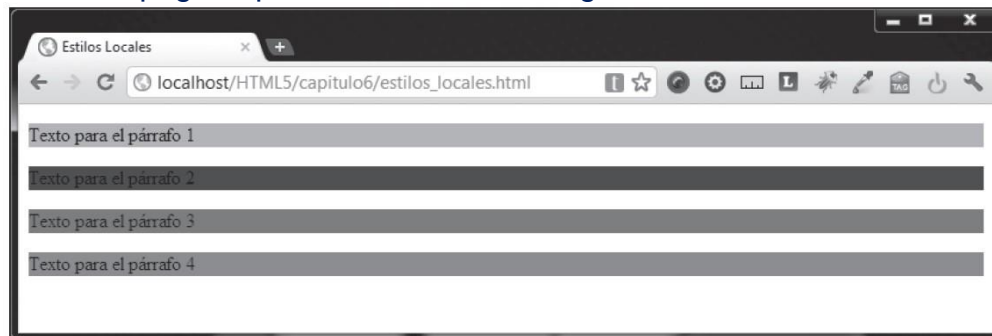 Estilos Locales
localhost/HTML5/capitulo6/estilos_locales.html
Texto para el párrafo 1
Texto para el párrafo 2
Texto para el párrafo 3
Texto para el párrafo 4